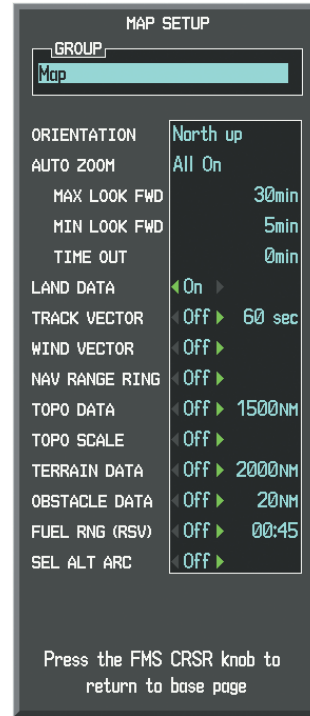 MAP SETUP
GROUP
Map
ORIENTATION North up
AUTO ZOOM All On
MAX LOOK FWD 30min
MIN LOOK FWD 5min
TIME OUT 0min
LAND DATA On
TRACK VECTOR Off 60 sec
WIND VECTOR Off
NAV RANGE RING Off
TOPO DATA Off 1500NM
TOPO SCALE Off
TERRAIN DATA Off 2000NM
OBSTACLE DATA Off 20NM
FUEL RNG (RSV) Off 00:45
SEL ALT ARC Off
Press the FMS CRSR knob to
return to base page